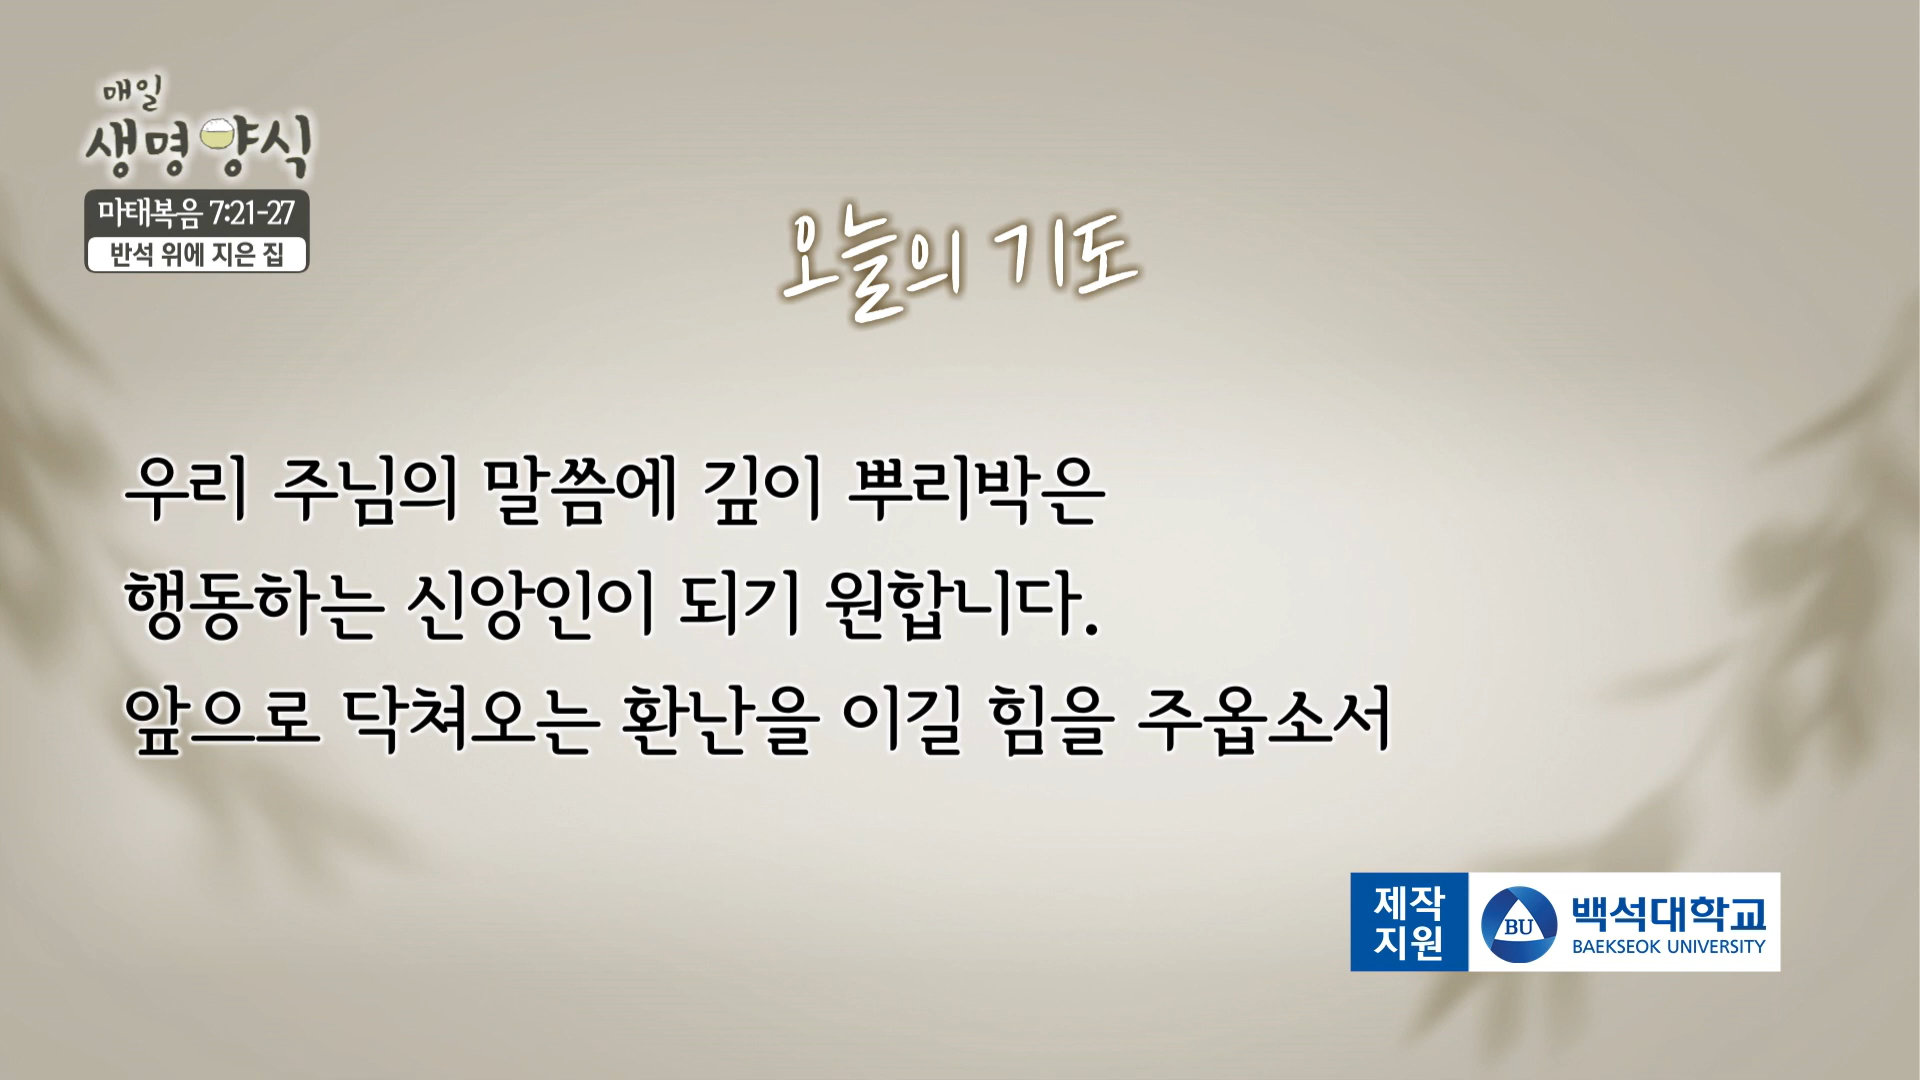 매일
생명양식
마태복음 7:21-27
반석 위에 지은 집
오늘의 기도
우리 주님의 말씀에 깊이 뿌리박은
행동하는 신앙인이 되기 원합니다.
앞으로 닥쳐오는 환난을 이길 힘을 주옵소서
제작
지원
BU
백석대학교
BAEKSEOK UNIVERSITY